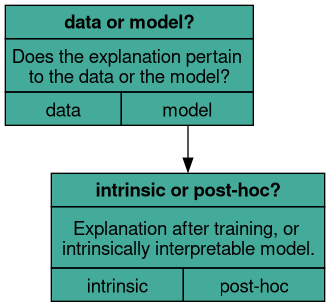 data or model?
Does the explanation pertain
to the data or the model?
data
model
intrinsic or post-hoc?
Explanation after training, or
intrinsically interpretable model.
intrinsic
post-hoc